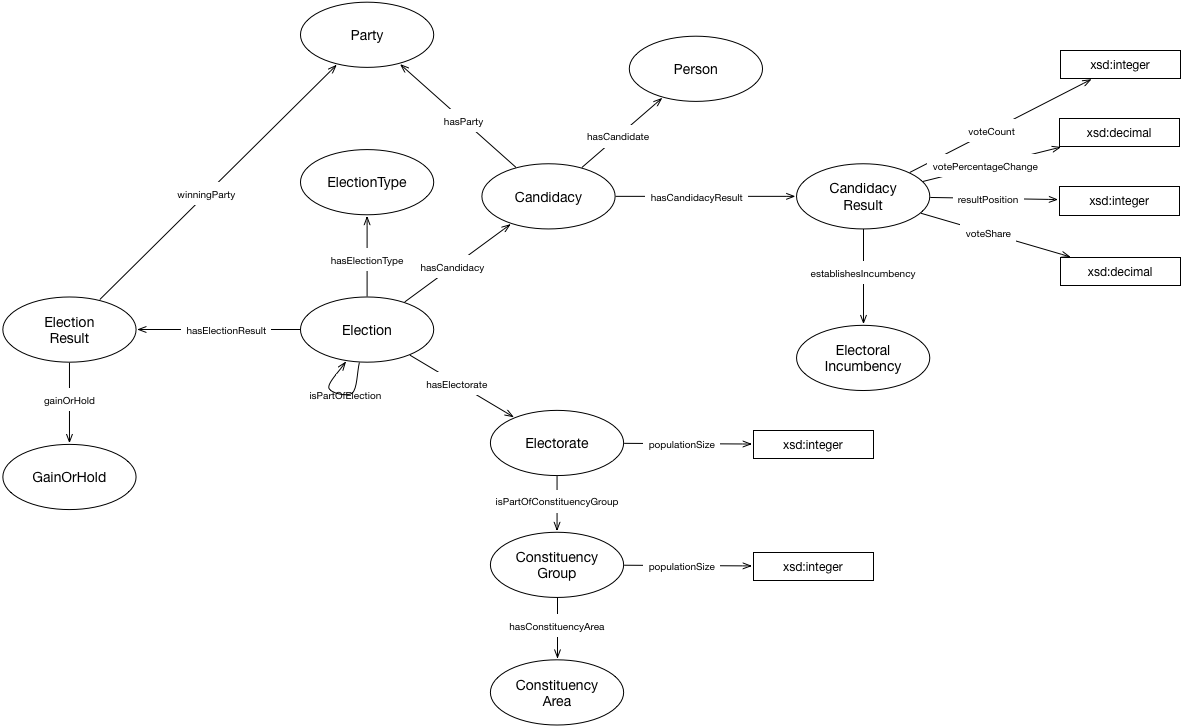 Party
Person
xsd:integer
hasParty
hasCandidate
voteCount
xsd:decimal
votePercentageChange
ElectionType
winningParty
Candidacy
hasCandidacyResult
Candidacy
Result
resultPosition
xsd:integer
voteShare
hasElectionType
hasCandidacy
establishesIncumbency
xsd:decimal
Election
Result
hasElectionResult
Election
Electoral
Incumbency
isPartOfElection
hasElectorate
gainOrHold
Electorate
populationSize
xsd:integer
GainOrHold
isPartOfConstituencyGroup
Constituency
Group
populationSize
xsd:integer
hasConstituencyArea
Constituency
Area